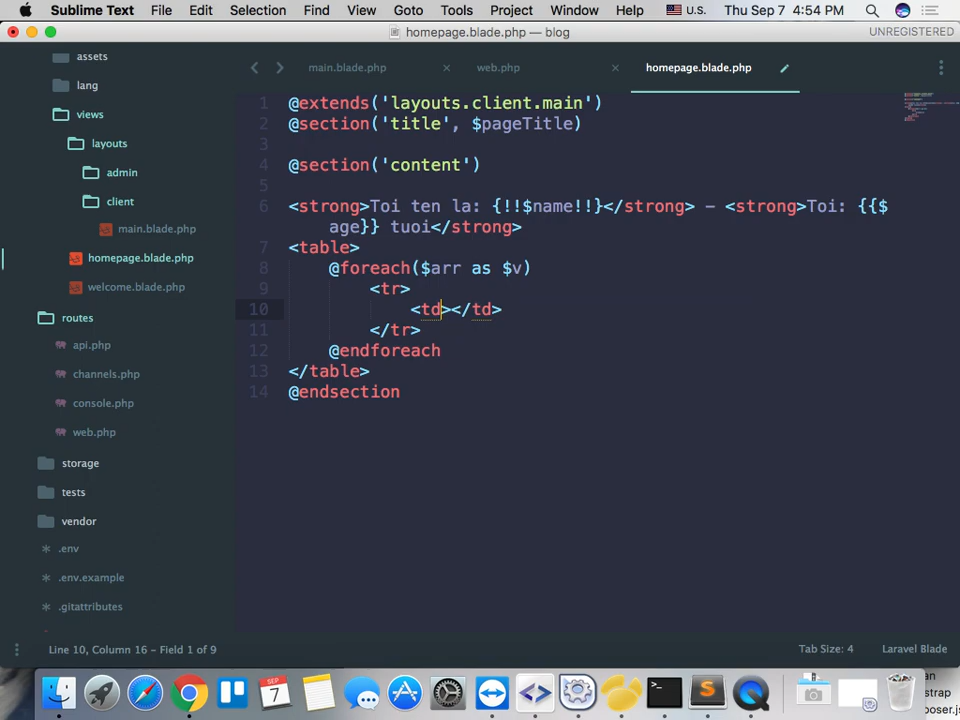 Sublime Text File Edit Selection Find View Goto Tools Project Window Help U.S. Thu Sep 7 4:54 PM
homepage.blade.php — blog UNREGISTERED
assets
lang
views
layouts
admin
client
main.blade.php
homepage.blade.php
welcome.blade.php
routes
api.php
channels.php
console.php
web.php
storage
tests
vendor
.env
.env.example
.gitattributes
main.blade.php web.php homepage.blade.php
1 @extends('layouts.client.main')
2 @section('title', $pageTitle)
3
4 @section('content')
5
6 <strong>Toi ten la: {!!$name!!}</strong> - <strong>Toi: {{$
age}} tuoi</strong>
7 <table>
8 @foreach($arr as $v)
9 <tr>
10 <td></td>
11 </tr>
12 @endforeach
13 </table>
14 @endsection
Line 10, Column 16 - Field 1 of 9 Tab Size: 4 Laravel Blade
SEP
7
an
strap
poser.js